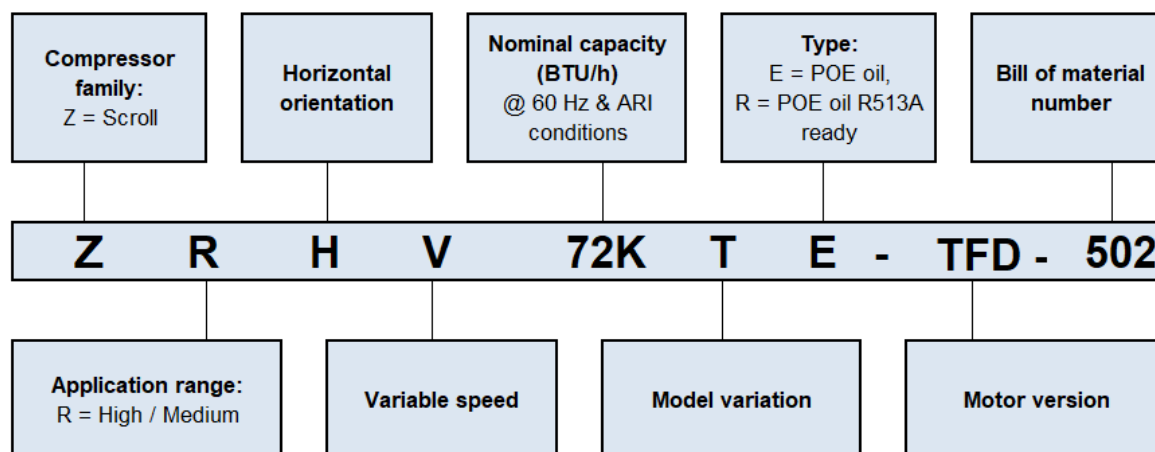 Compressor
family:
Z = Scroll
Horizontal
orientation
Nominal capacity
(BTU/h)
@ 60 Hz & ARI
conditions
Type:
E = POE oil,
R = POE oil R513A
ready
Bill of material
number
Z R H V 72K T E - TFD - 502
Application range:
R = High / Medium
Variable speed
Model variation
Motor version